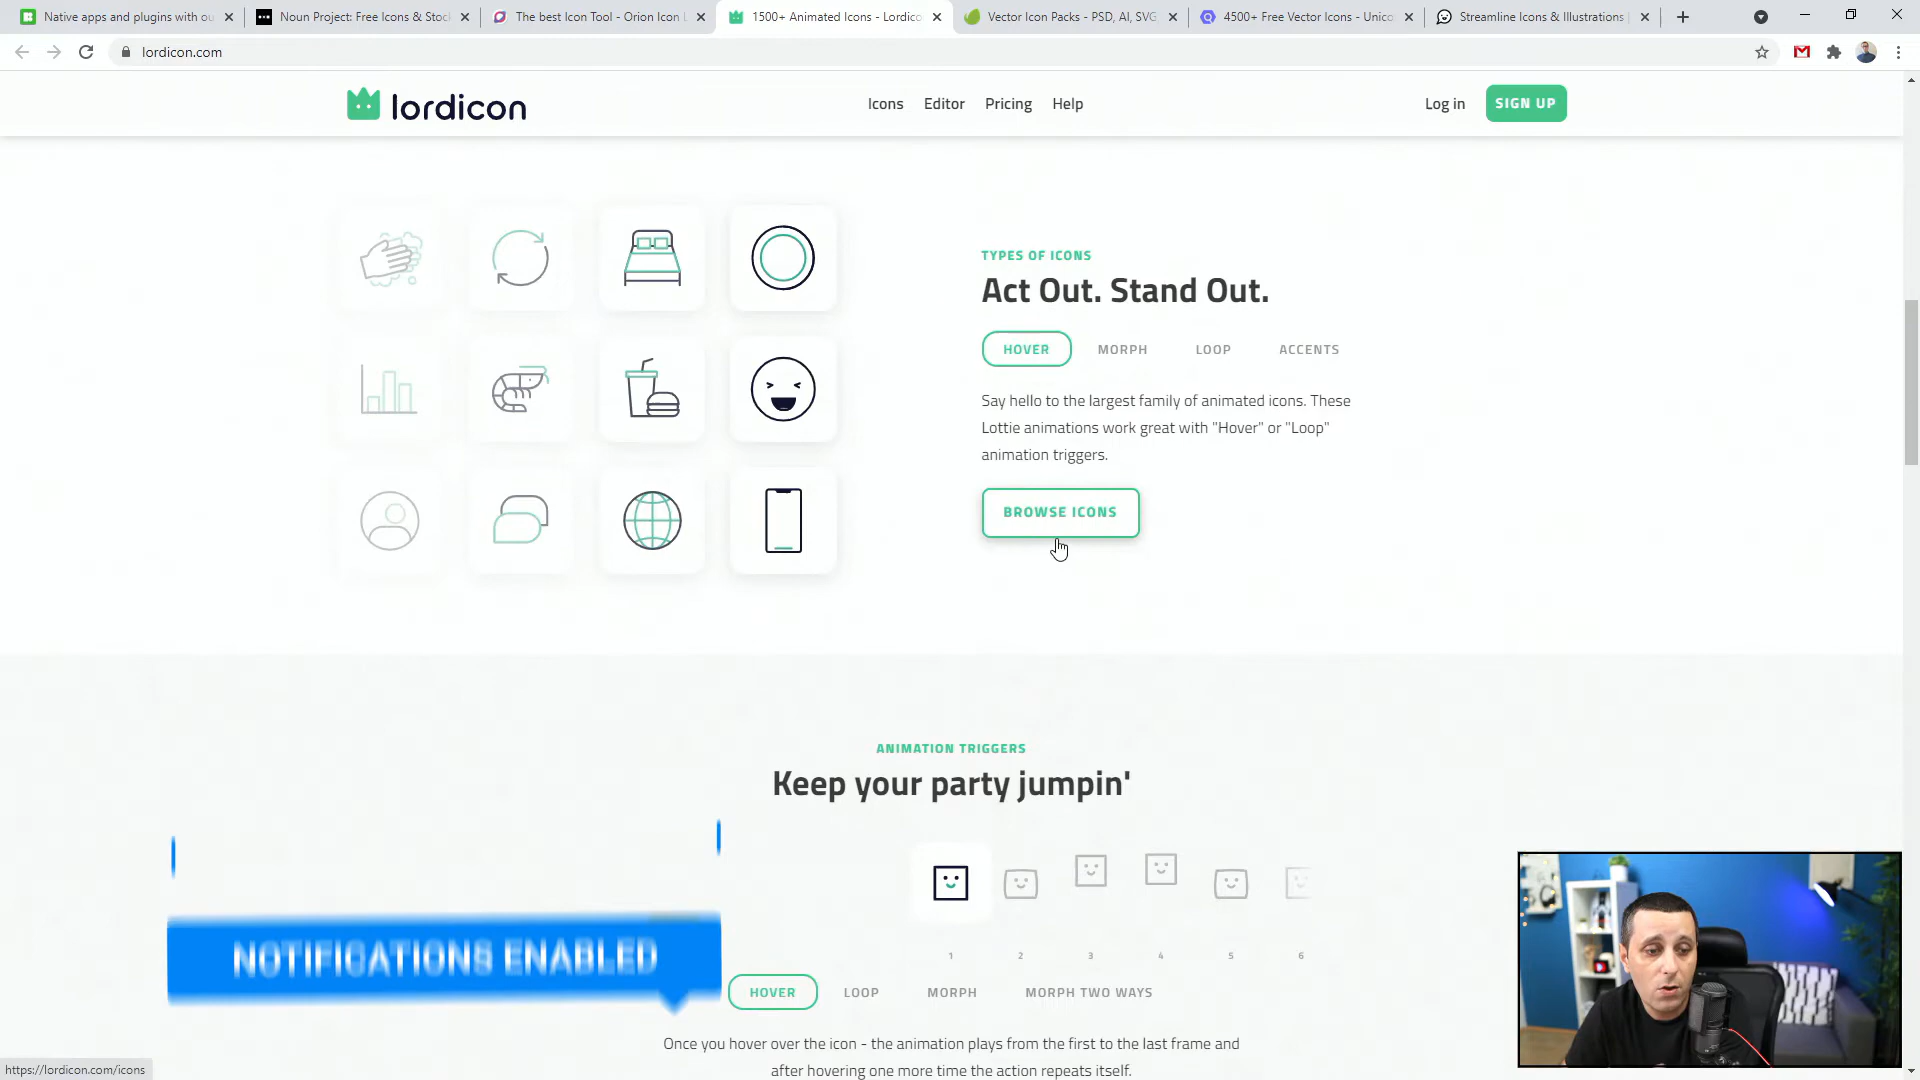 Native apps and plugins with ou
Noun Project: Free Icons & Stock
The best Icon Tool - Orion Icon L
1500+ Animated Icons - Lordico
Vector Icon Packs - PSD, AI, SVG,
4500+ Free Vector Icons - Unico
Streamline Icons & Illustrations |
lordicon.com
lordicon
Icons
Editor
Pricing
Help
Log in
SIGN UP
TYPES OF ICONS
Act Out. Stand Out.
HOVER
MORPH
LOOP
ACCENTS
Say hello to the largest family of animated icons. These
Lottie animations work great with "Hover" or "Loop"
animation triggers.
BROWSE ICONS
ANIMATION TRIGGERS
Keep your party jumpin'
1
2
3
4
5
6
NOTIFICATIONS ENABLED
HOVER
LOOP
MORPH
MORPH TWO WAYS
Once you hover over the icon - the animation plays from the first to the last frame and
after hovering one more time the action repeats itself.
https://lordicon.com/icons